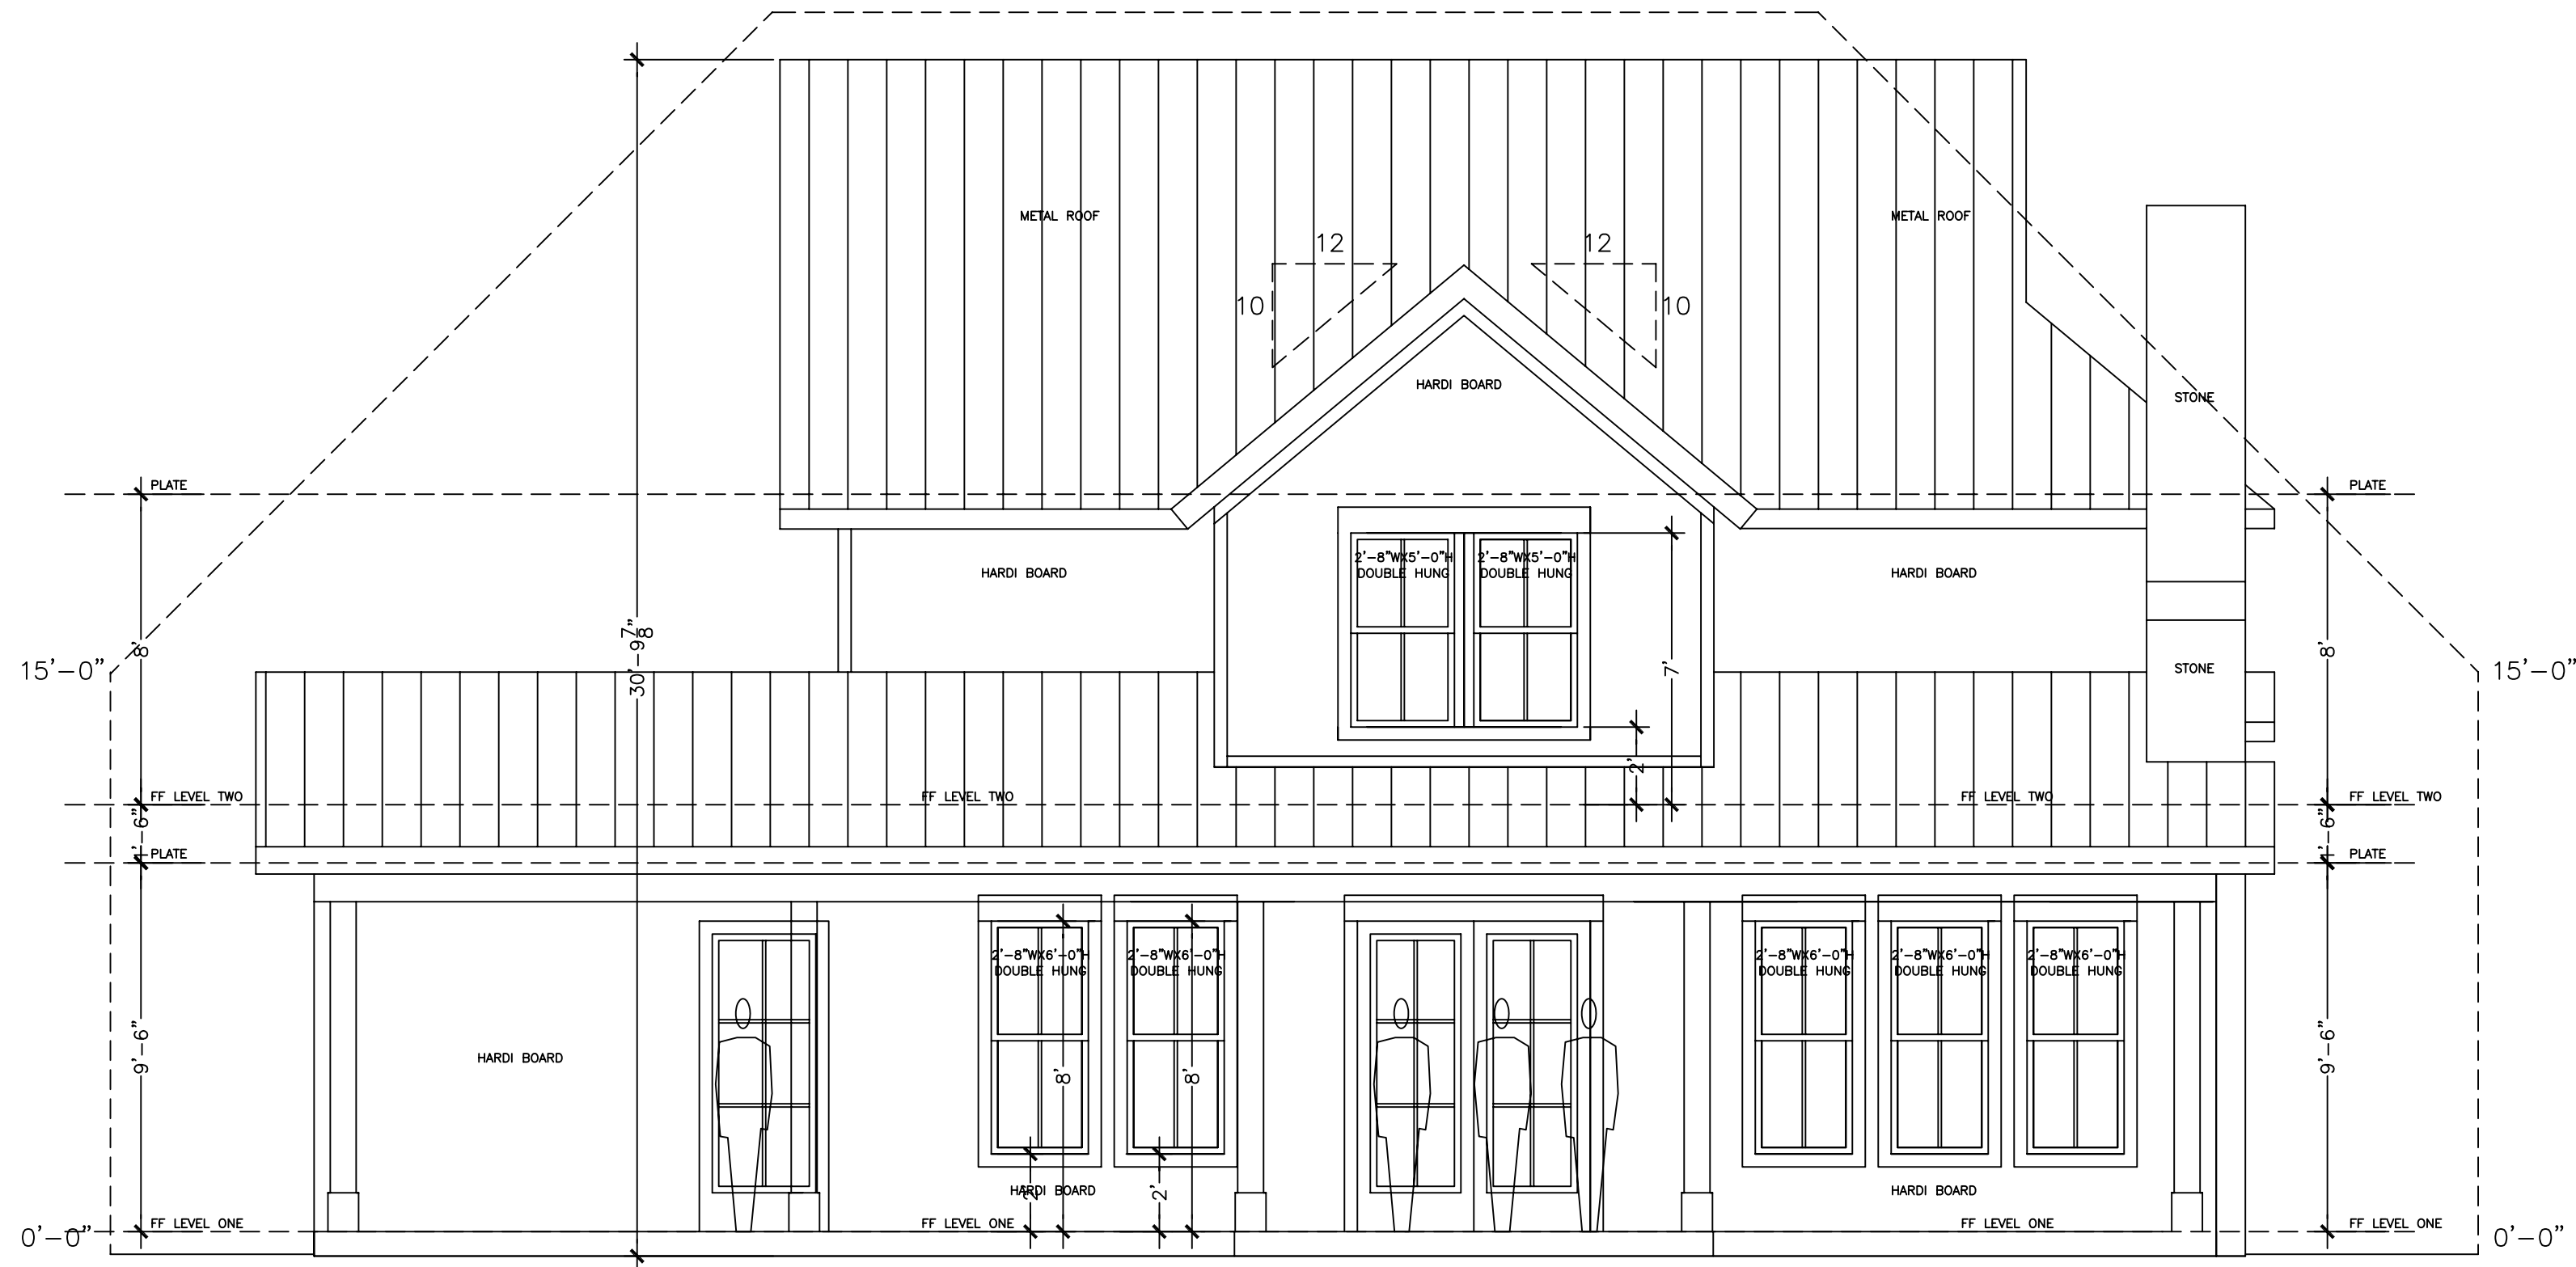 METAL ROOF
METAL ROOF
12
12
10
10
HARDI BOARD
STONE
PLATE
PLATE
2'-8"WX5'-0"H
DOUBLE HUNG
2'-8"WX5'-0"H
DOUBLE HUNG
HARDI BOARD
HARDI BOARD
30'-9 7/8"
8'
8'
7'
15'-0"
15'-0"
STONE
2'
FF LEVEL TWO
FF LEVEL TWO
FF LEVEL TWO
FF LEVEL TWO
1'-6"
1'-6"
PLATE
PLATE
2'-8"WX6'-0"H
DOUBLE HUNG
2'-8"WX6'-0"H
DOUBLE HUNG
2'-8"WX6'-0"H
DOUBLE HUNG
2'-8"WX6'-0"H
DOUBLE HUNG
2'-8"WX6'-0"H
DOUBLE HUNG
9'-6"
HARDI BOARD
8'
8'
9'-6"
HARDI BOARD
2'
2'
HARDI BOARD
FF LEVEL ONE
FF LEVEL ONE
FF LEVEL ONE
FF LEVEL ONE
0'-0"
0'-0"